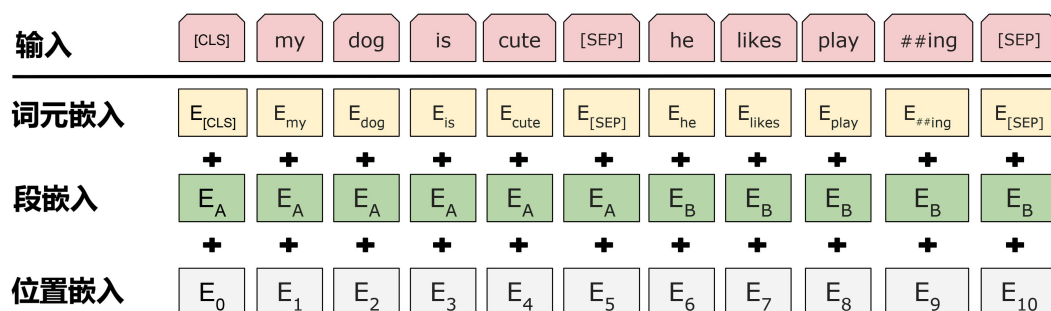 输入 [CLS] my dog is cute [SEP] he likes play ##ing [SEP]
词元嵌入 E[CLS] Emy Edog Eis Ecute E[SEP] Ehe Elikes Eplay E##ing E[SEP]
+ + + + + + + + + + +
段嵌入 EA EA EA EA EA EA EB EB EB EB EB
+ + + + + + + + + + +
位置嵌入 E0 E1 E2 E3 E4 E5 E6 E7 E8 E9 E10